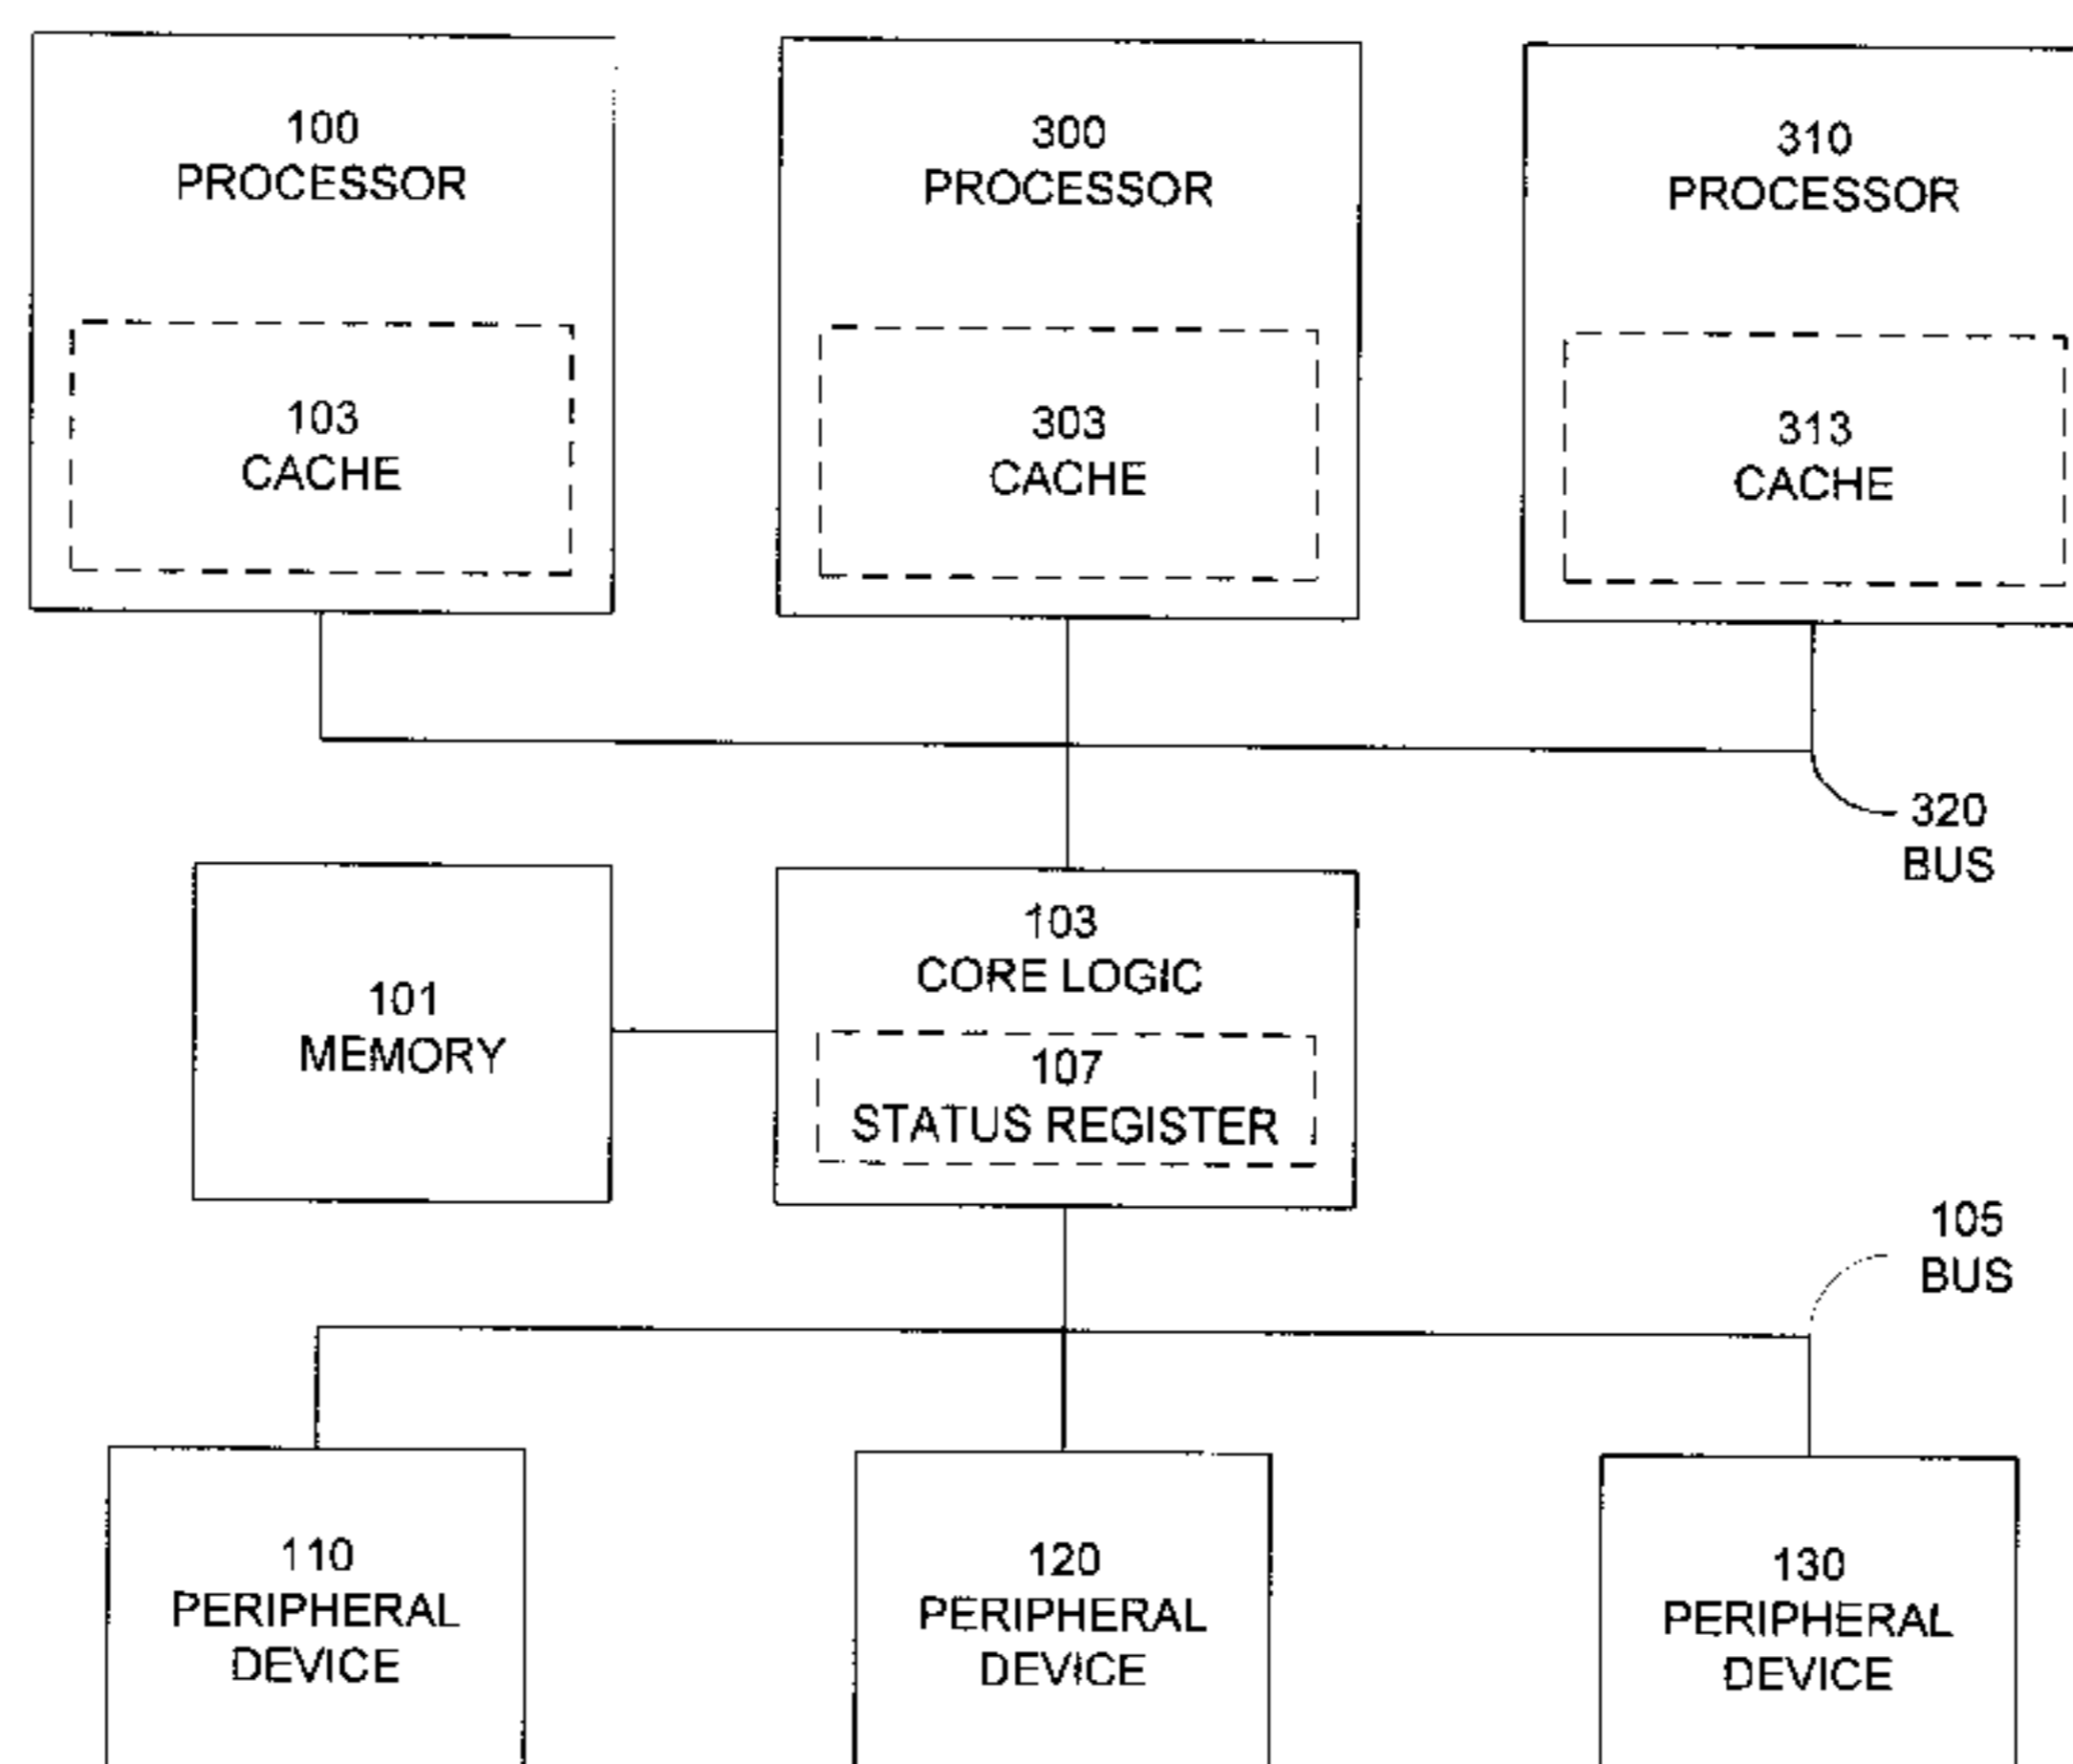 100
PROCESSOR
300
PROCESSOR
310
PROCESSOR
103
CACHE
303
CACHE
313
CACHE
320
BUS
103
CORE LOGIC
101
MEMORY
107
STATUS REGISTER
105
BUS
110
PERIPHERAL
DEVICE
120
PERIPHERAL
DEVICE
130
PERIPHERAL
DEVICE